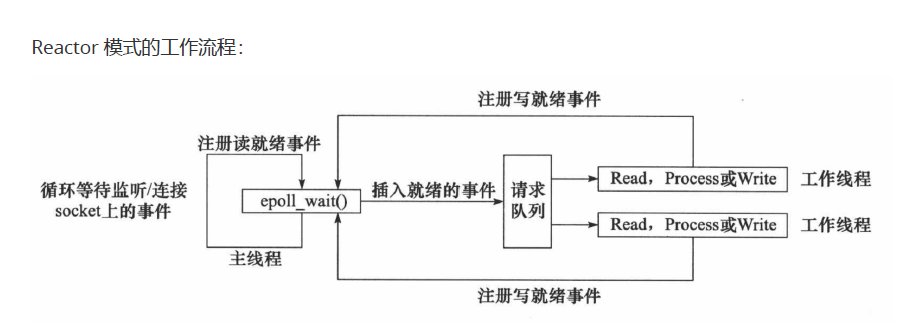 Reactor 模式的工作流程：
注册写就绪事件
注册读就绪事件
循环等待监听/连接
socket上的事件
epoll_wait()
插入就绪的事件
请求
队列
Read，Process或Write
工作线程
Read，Process或Write
工作线程
主线程
注册写就绪事件